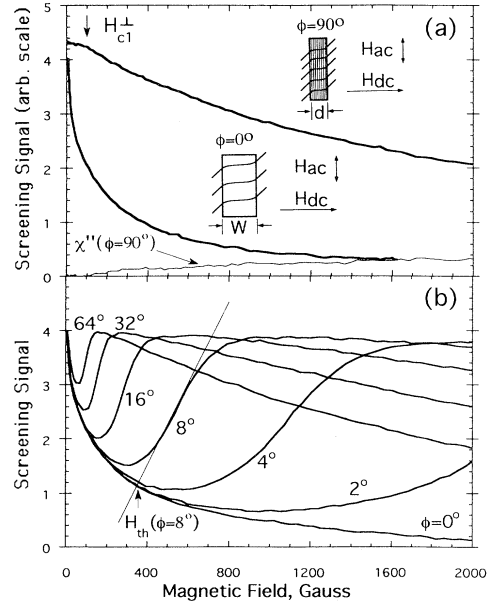 (a)
H⊥c1
ϕ=90°
Hac
Hdc
d
ϕ=0°
Hac
Hdc
W
χ''(ϕ=90°)
Screening Signal (arb. scale)
5
4
3
2
1
0
(b)
64° 32°
16°
8°
4°
2°
ϕ=0°
Hth(ϕ=8°)
Screening Signal
4
3
2
1
0
0 400 800 1200 1600 2000
Magnetic Field, Gauss